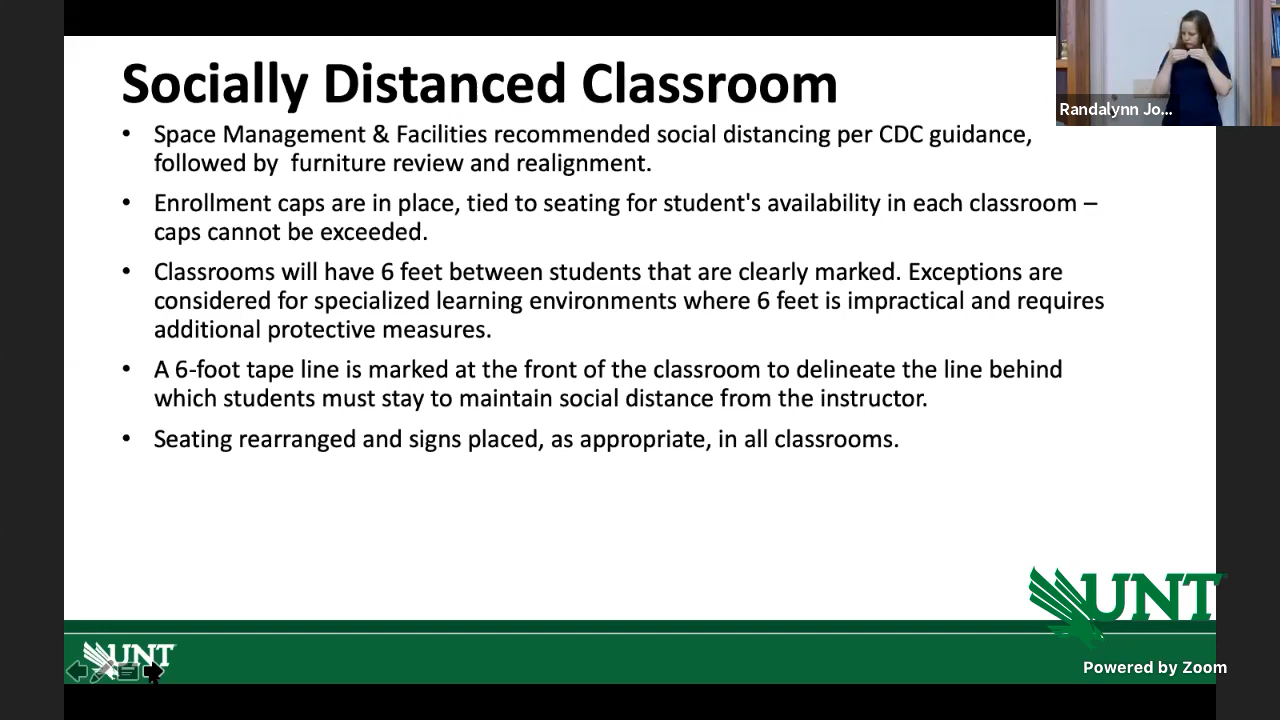 Socially Distanced Classroom
• Space Management & Facilities recommended social distancing per CDC guidance,
followed by  furniture review and realignment.
• Enrollment caps are in place, tied to seating for student's availability in each classroom –
caps cannot be exceeded.
• Classrooms will have 6 feet between students that are clearly marked. Exceptions are
considered for specialized learning environments where 6 feet is impractical and requires
additional protective measures.
• A 6-foot tape line is marked at the front of the classroom to delineate the line behind
which students must stay to maintain social distance from the instructor.
• Seating rearranged and signs placed, as appropriate, in all classrooms.
Randalynn Jo...
UNT
UNT
Powered by Zoom